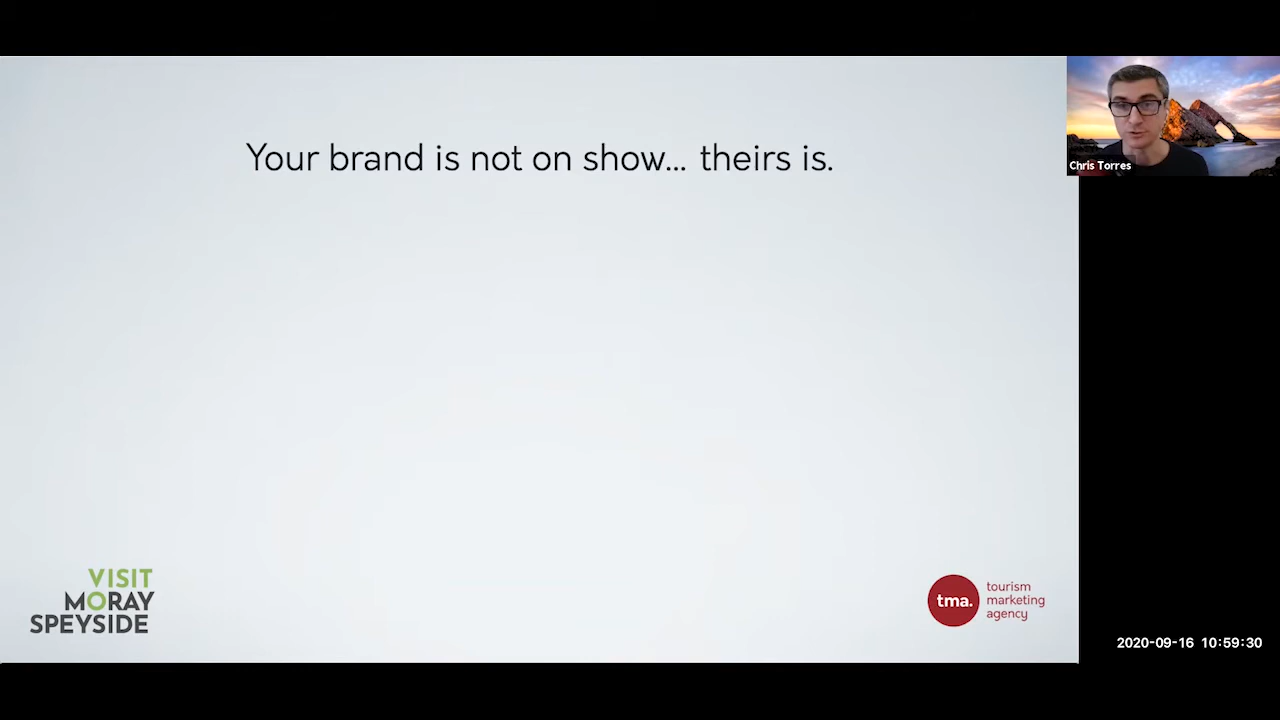 Your brand is not on show... theirs is.
Chris Torres
VISIT
MORAY
SPEYSIDE
tma.
tourism
marketing
agency
2020-09-16 10:59:30